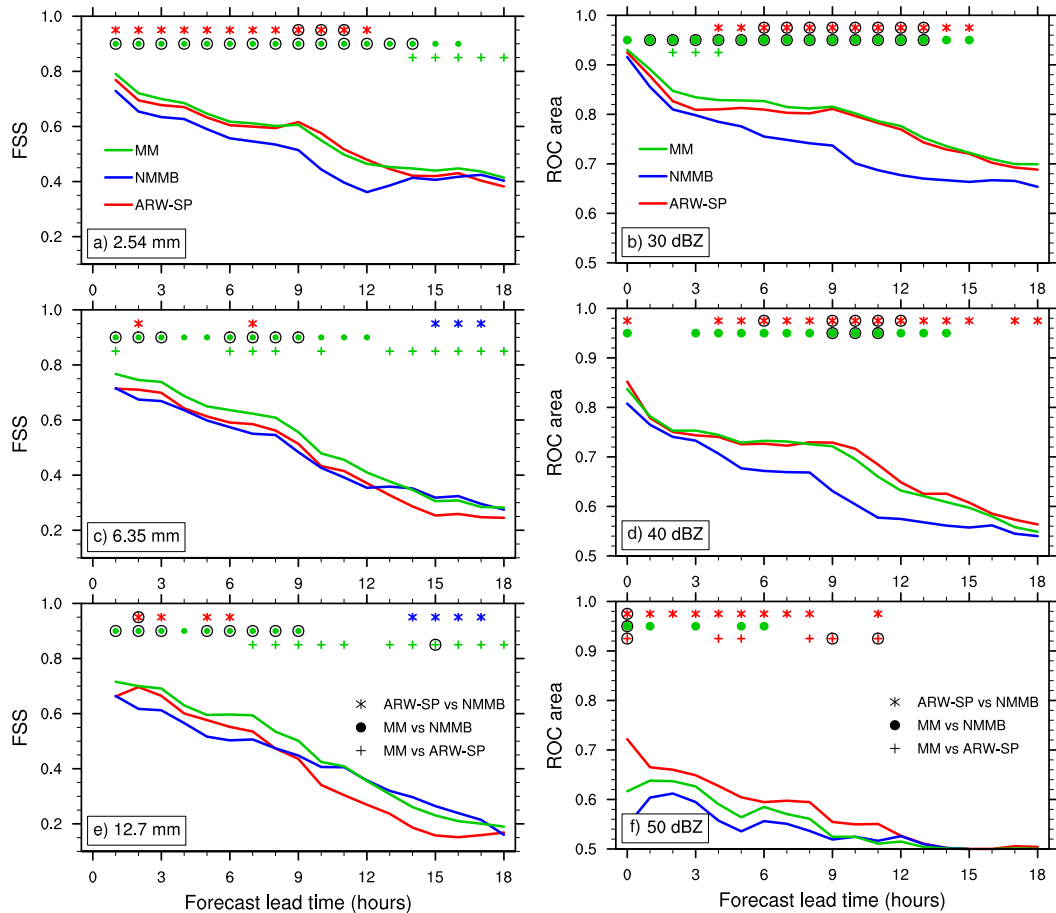 1.0
0.8
0.6
0.4
0.2
FSS
MM
NMMB
ARW-SP
a) 2.54 mm
0 3 6 9 12 15 18
1.0
0.9
0.8
0.7
0.6
0.5
ROC area
MM
NMMB
ARW-SP
b) 30 dBZ
0 3 6 9 12 15 18
1.0
0.8
0.6
0.4
0.2
FSS
c) 6.35 mm
0 3 6 9 12 15 18
1.0
0.9
0.8
0.7
0.6
0.5
ROC area
d) 40 dBZ
0 3 6 9 12 15 18
1.0
0.8
0.6
0.4
0.2
FSS
ARW-SP vs NMMB
MM vs NMMB
MM vs ARW-SP
e) 12.7 mm
0 3 6 9 12 15 18
Forecast lead time (hours)
1.0
0.9
0.8
0.7
0.6
0.5
ROC area
ARW-SP vs NMMB
MM vs NMMB
MM vs ARW-SP
f) 50 dBZ
0 3 6 9 12 15 18
Forecast lead time (hours)